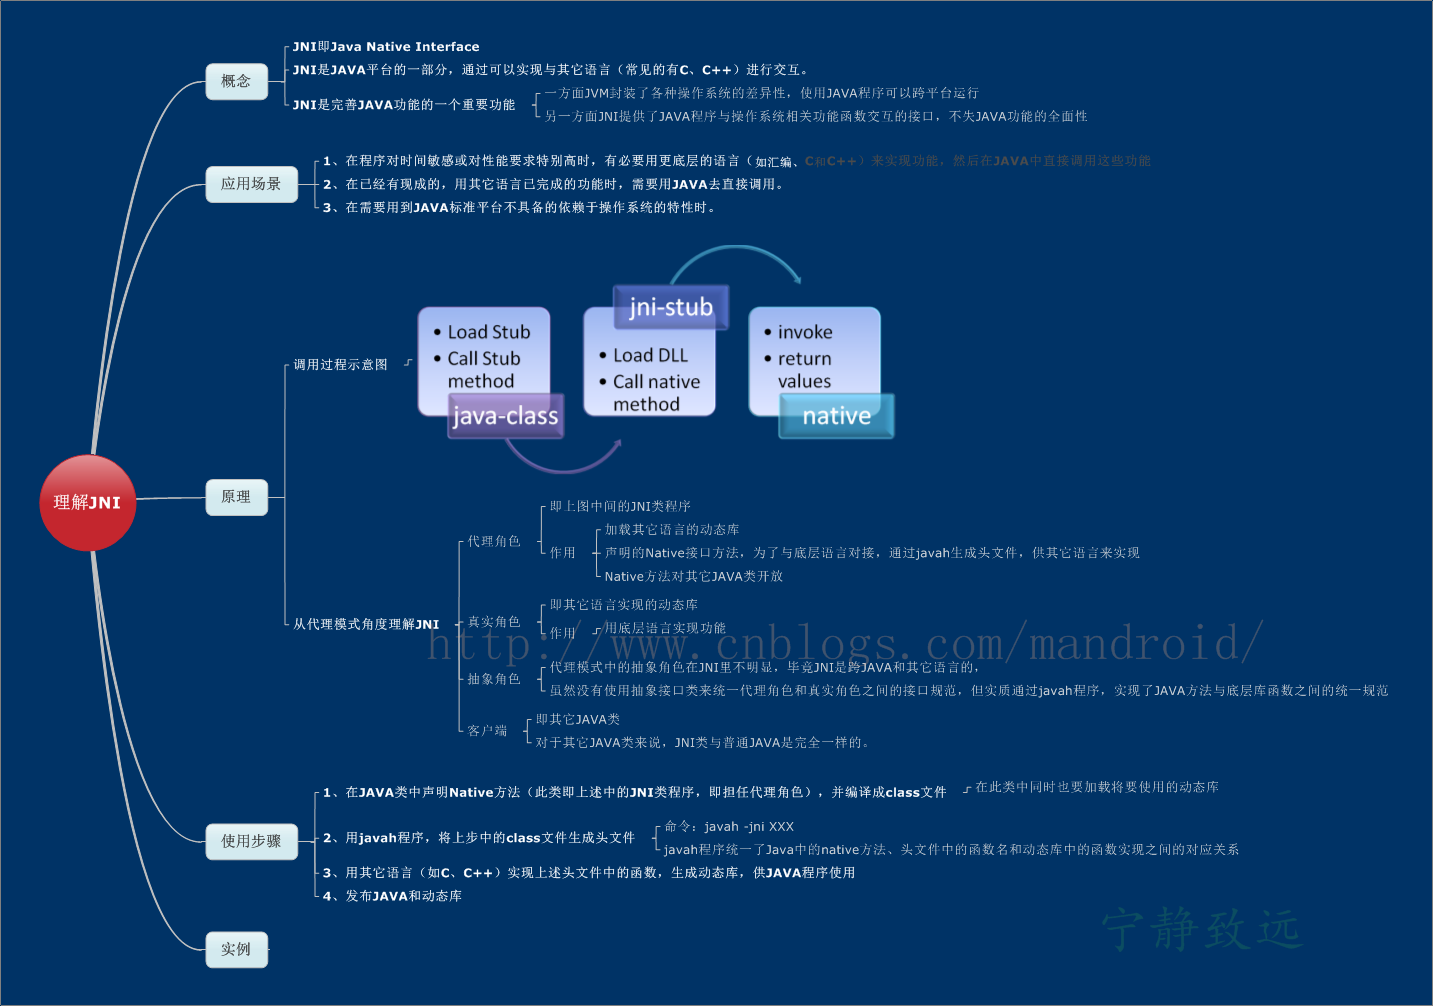 理解JNI
概念
JNI即Java Native Interface
JNI是JAVA平台的一部分，通过可以实现与其它语言（常见的有C、C++）进行交互。
JNI是完善JAVA功能的一个重要功能
一方面JVM封装了各种操作系统的差异性，使用JAVA程序可以跨平台运行
另一方面JNI提供了JAVA程序与操作系统相关功能函数交互的接口，不失JAVA功能的全面性
应用场景
1、在程序对时间敏感或对性能要求特别高时，有必要用更底层的语言（如汇编、C和C++）来实现功能，然后在JAVA中直接调用这些功能
2、在已经有现成的，用其它语言已完成的功能时，需要用JAVA去直接调用。
3、在需要用到JAVA标准平台不具备的依赖于操作系统的特性时。
原理
调用过程示意图
• Load Stub
• Call Stub
method
java-class
jni-stub
• Load DLL
• Call native
method
• invoke
• return
values
native
从代理模式角度理解JNI
代理角色
即上图中间的JNI类程序
作用
加载其它语言的动态库
声明的Native接口方法，为了与底层语言对接，通过javah生成头文件，供其它语言来实现
Native方法对其它JAVA类开放
真实角色
即其它语言实现的动态库
作用
用底层语言实现功能
http://www.cnblogs.com/mandroid/
抽象角色
代理模式中的抽象角色在JNI里不明显，毕竟JNI是跨JAVA和其它语言的，
虽然没有使用抽象接口类来统一代理角色和真实角色之间的接口规范，但实质通过javah程序，实现了JAVA方法与底层库函数之间的统一规范
客户端
即其它JAVA类
对于其它JAVA类来说，JNI类与普通JAVA是完全一样的。
使用步骤
1、在JAVA类中声明Native方法（此类即上述中的JNI类程序，即担任代理角色），并编译成class文件
在此类中同时也要加载将要使用的动态库
2、用javah程序，将上步中的class文件生成头文件
命令：javah -jni XXX
javah程序统一了Java中的native方法、头文件中的函数名和动态库中的函数实现之间的对应关系
3、用其它语言（如C、C++）实现上述头文件中的函数，生成动态库，供JAVA程序使用
4、发布JAVA和动态库
实例
宁静致远